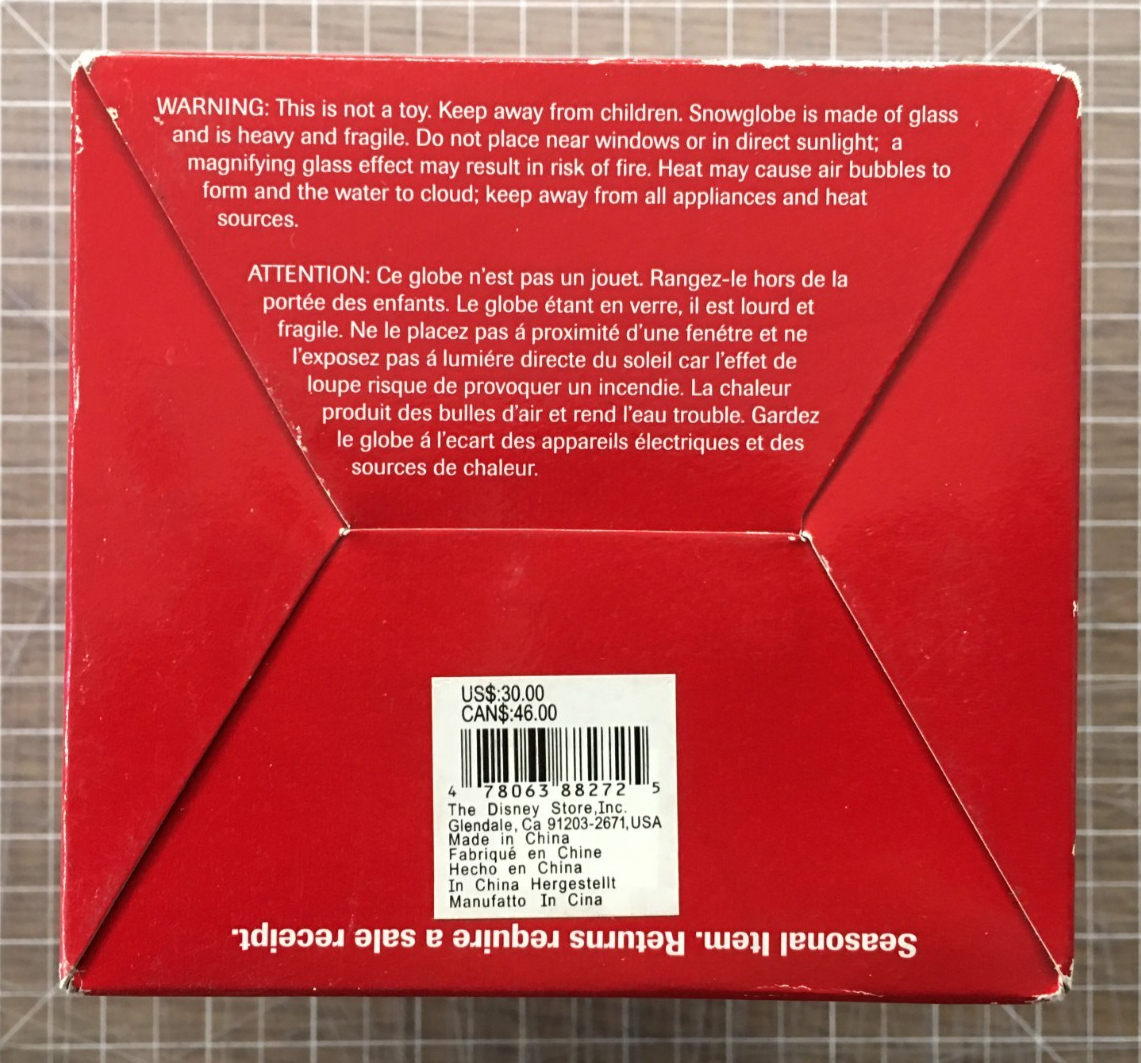 WARNING: This is not a toy. Keep away from children. Snowglobe is made of glass
and is heavy and fragile. Do not place near windows or in direct sunlight; a
magnifying glass effect may result in risk of fire. Heat may cause air bubbles to
form and the water to cloud; keep away from all appliances and heat
sources.
ATTENTION: Ce globe n'est pas un jouet. Rangez-le hors de la
portée des enfants. Le globe étant en verre, il est lourd et
fragile. Ne le placez pas á proximité d'une fenétre et ne
l'exposez pas á lumiére directe du soleil car l'effet de
loupe risque de provoquer un incendie. La chaleur
produit des bulles d'air et rend l'eau trouble. Gardez
le globe á l'ecart des appareils électriques et des
sources de chaleur.
US$:30.00
CAN$:46.00
4 78063 88272 5
The Disney Store,Inc.
Glendale, Ca 91203-2671,USA
Made in China
Fabriqué en Chine
Hecho en China
In China Hergestellt
Manufatto In Cina
Seasonal Item. Returns require a sale receipt.